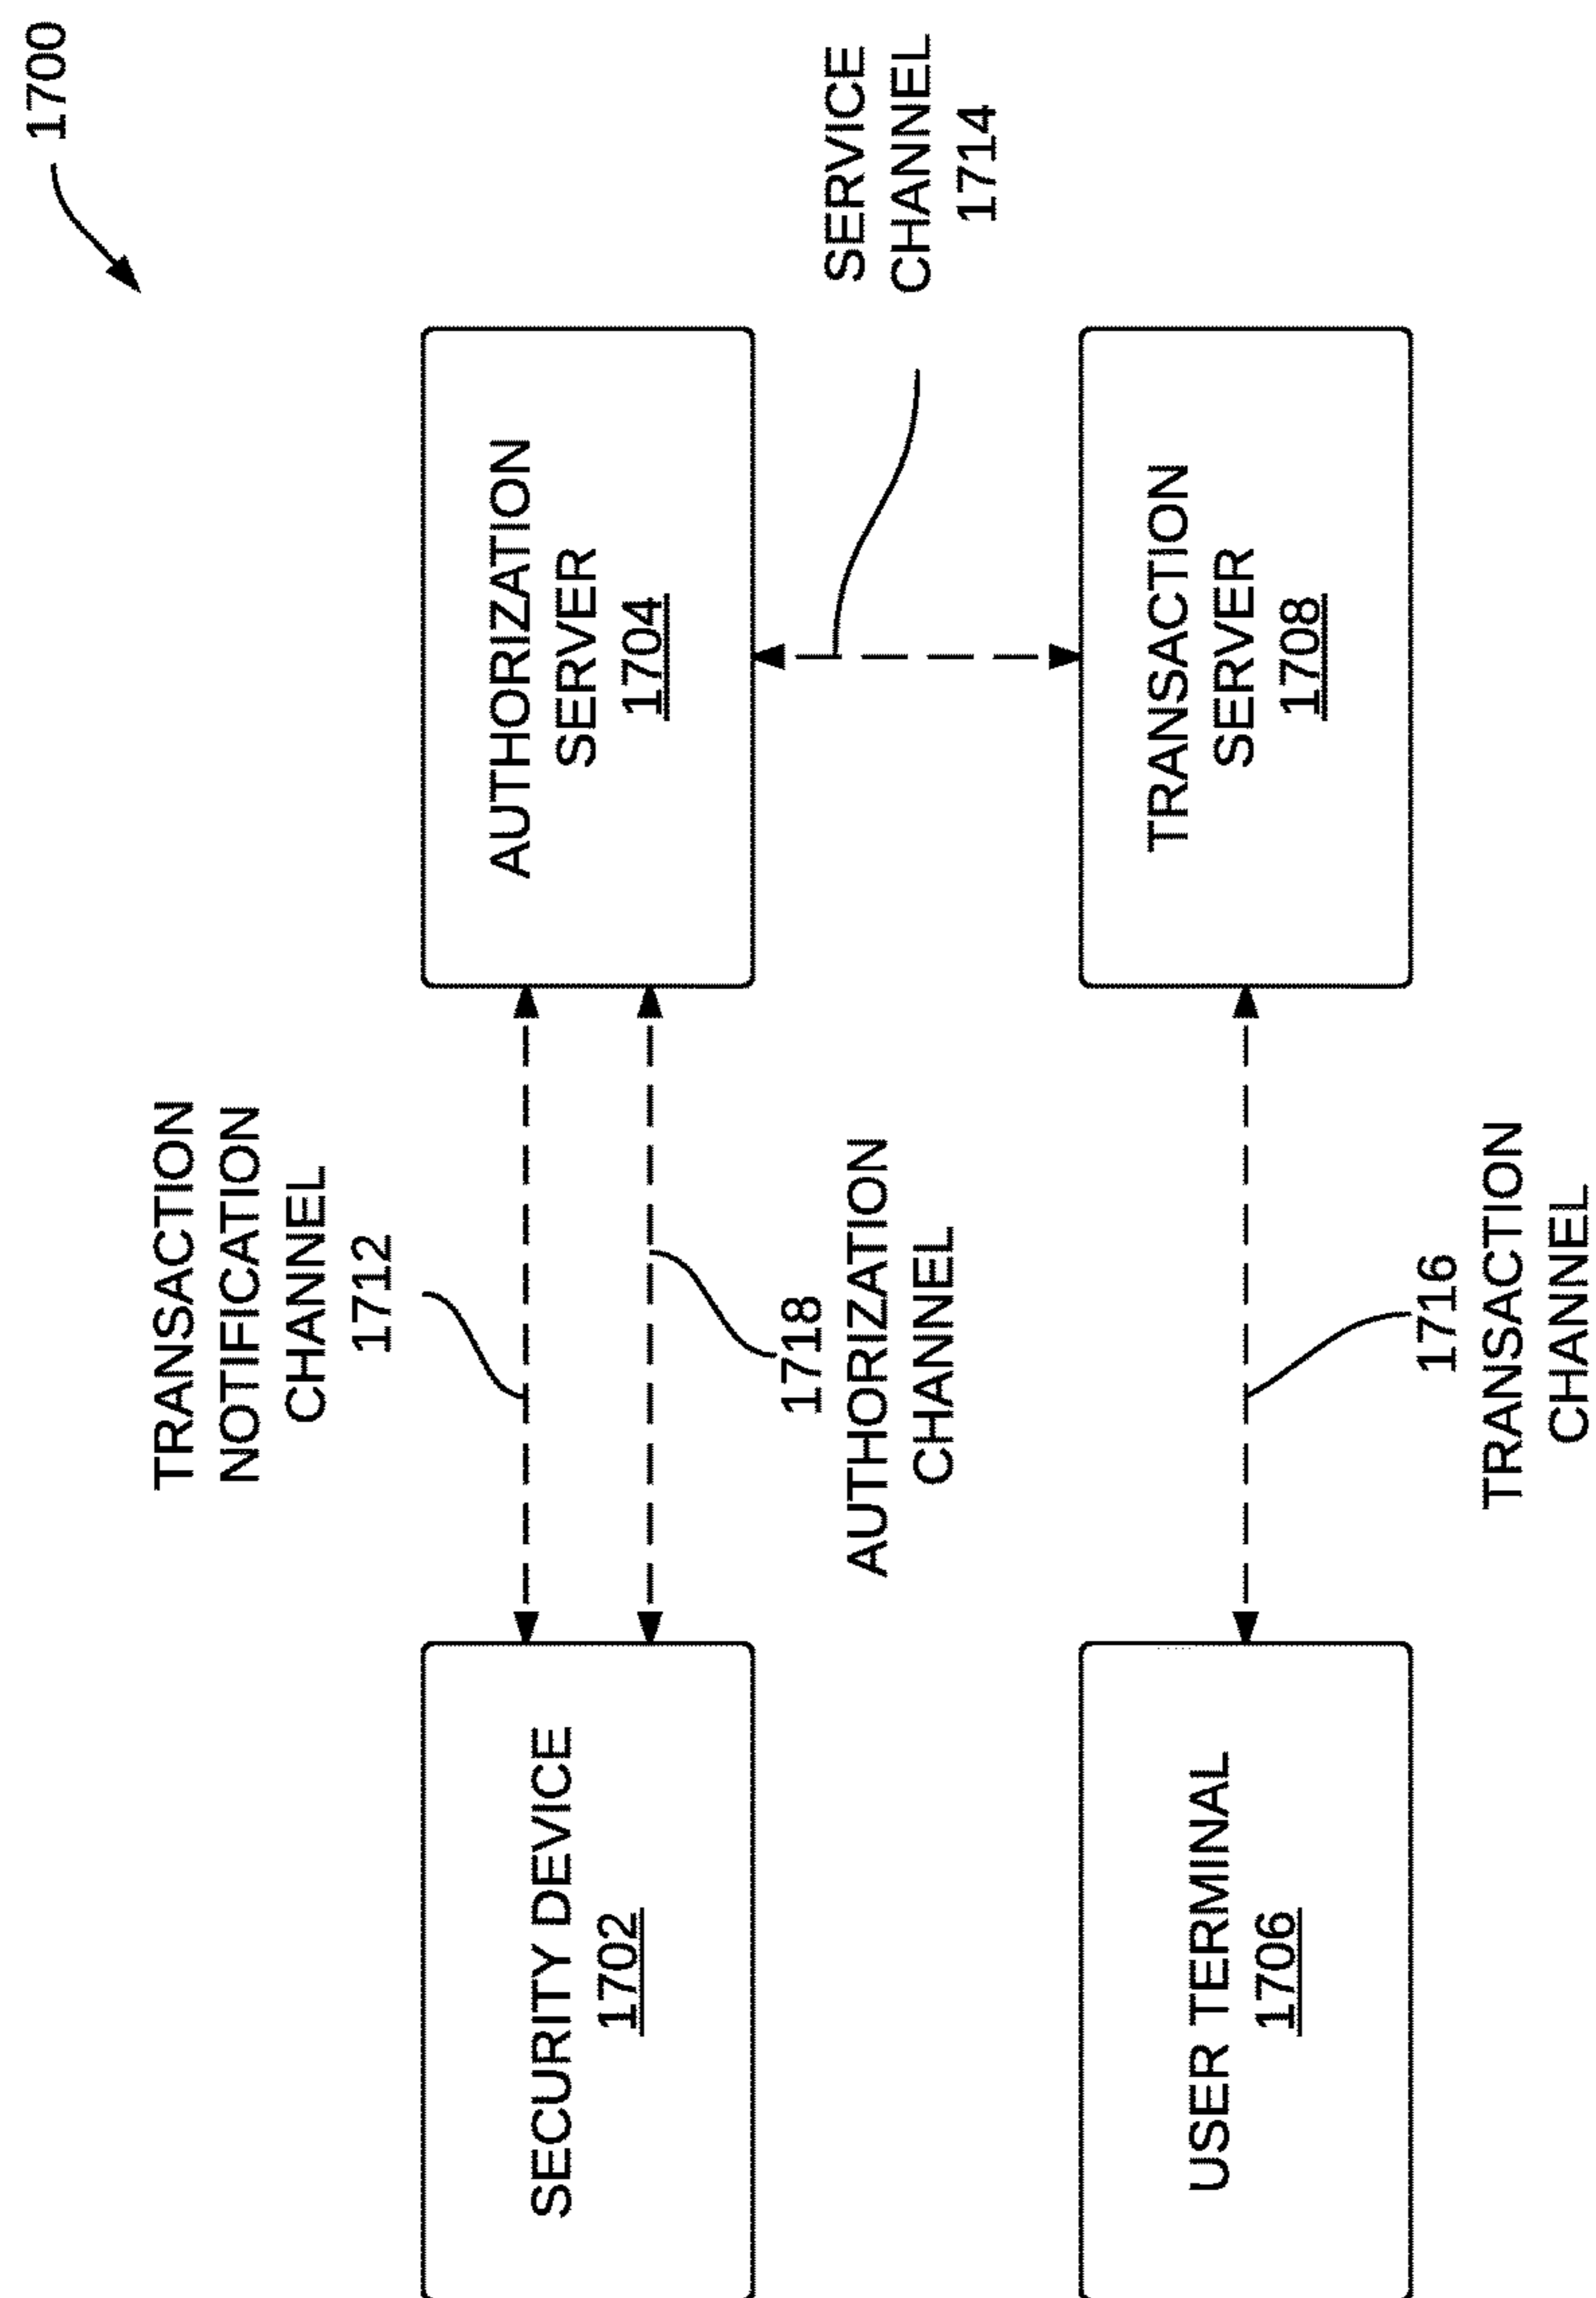 1700
TRANSACTION
NOTIFICATION
CHANNEL
1712
SECURITY DEVICE
1702
AUTHORIZATION
SERVER
1704
1718
AUTHORIZATION
CHANNEL
SERVICE
CHANNEL
1714
USER TERMINAL
1706
TRANSACTION
SERVER
1708
1716
TRANSACTION
CHANNEL